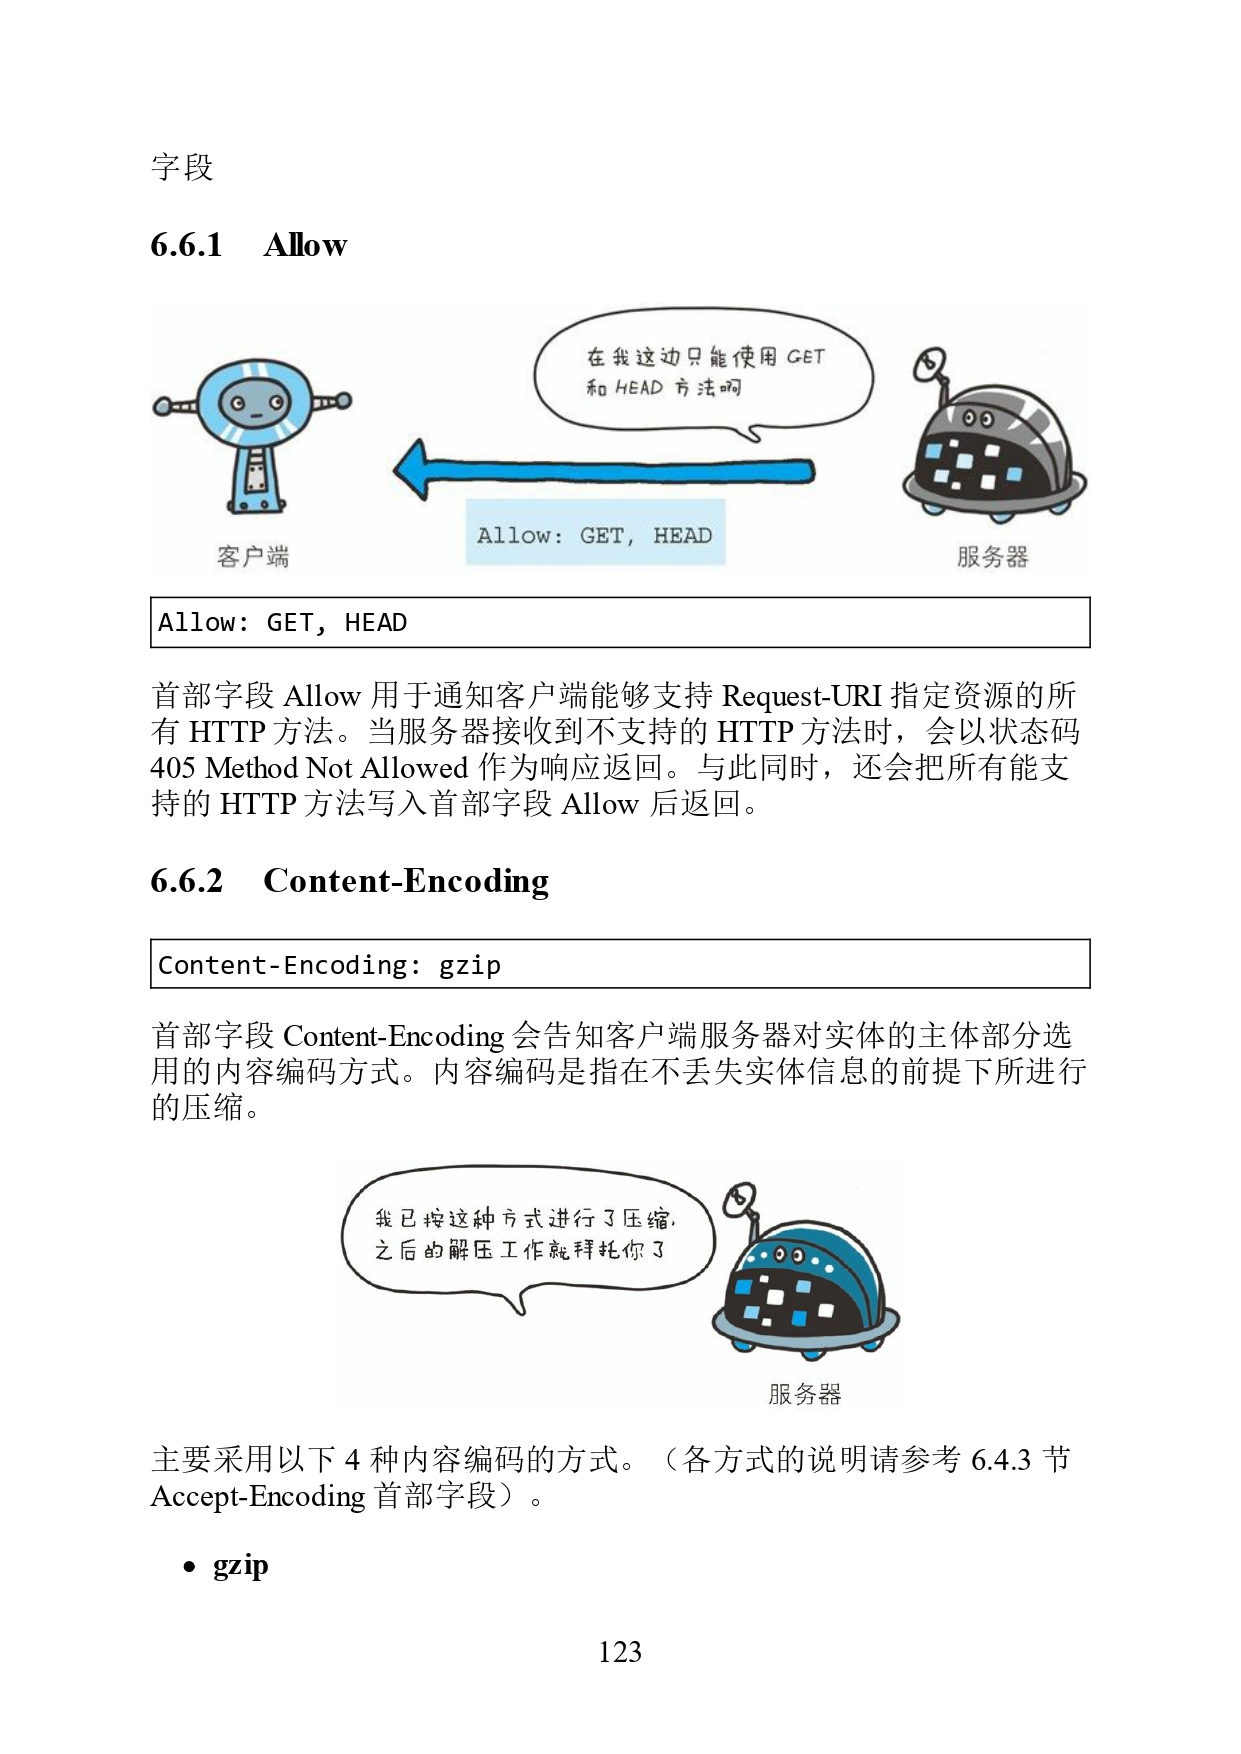 字段
6.6.1 Allow
在我这边只能使用 GET
和 HEAD 方法啊
Allow: GET, HEAD
客户端
服务器
Allow: GET, HEAD
首部字段 Allow 用于通知客户端能够支持 Request-URI 指定资源的所
有 HTTP 方法。当服务器接收到不支持的 HTTP 方法时，会以状态码
405 Method Not Allowed 作为响应返回。与此同时，还会把所有能支
持的 HTTP 方法写入首部字段 Allow 后返回。
6.6.2 Content-Encoding
Content-Encoding: gzip
首部字段 Content-Encoding 会告知客户端服务器对实体的主体部分选
用的内容编码方式。内容编码是指在不丢失实体信息的前提下所进行
的压缩。
我已按这种方式进行了压缩,
之后的解压工作就拜托你了
服务器
主要采用以下 4 种内容编码的方式。（各方式的说明请参考 6.4.3 节
Accept-Encoding 首部字段）。
● gzip
123